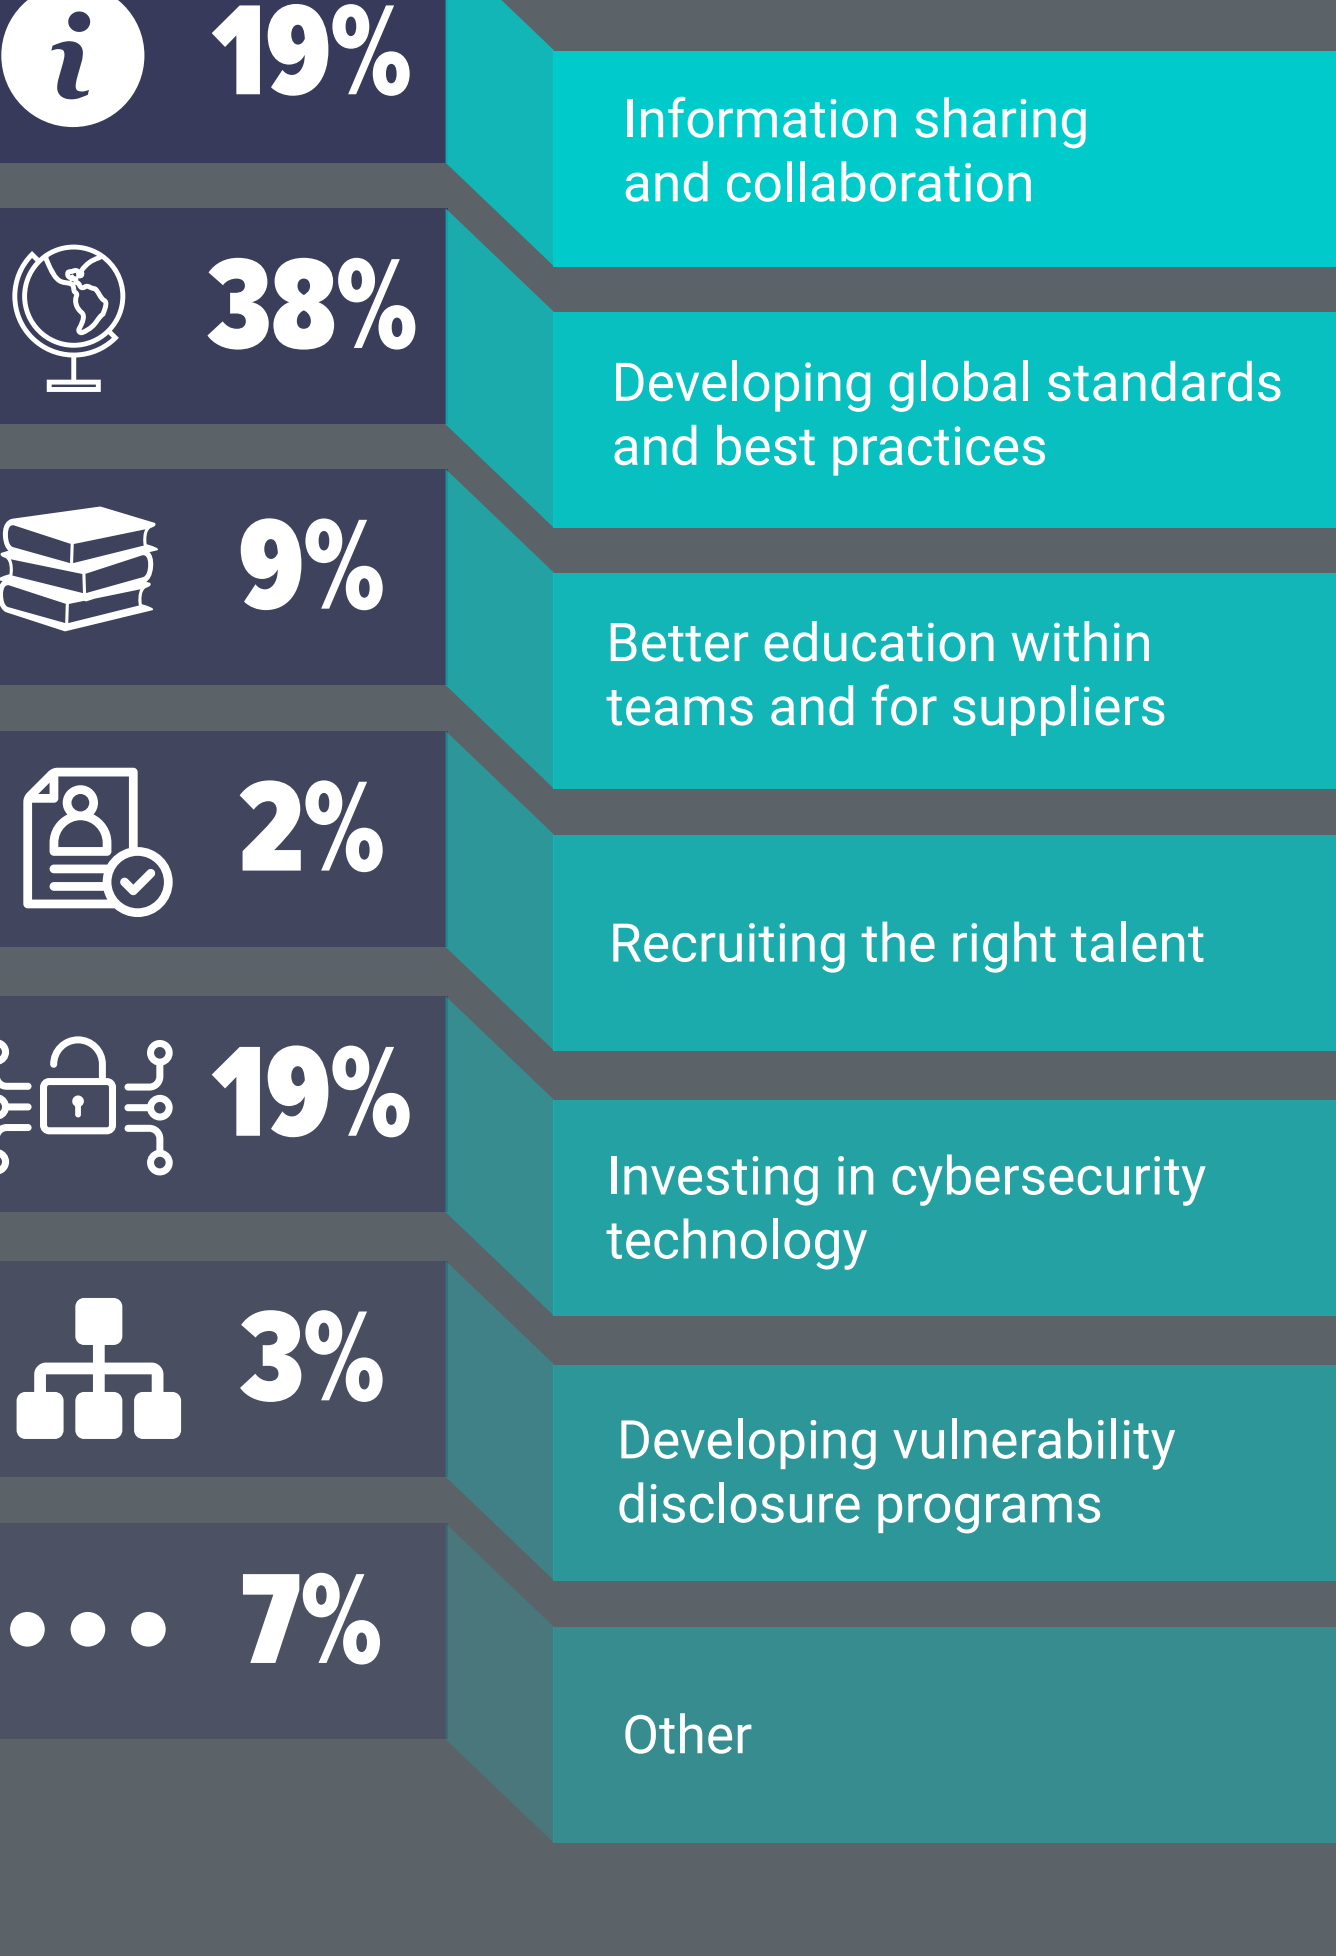 19%
Information sharing
and collaboration
38%
Developing global standards
and best practices
9%
Better education within
teams and for suppliers
2%
Recruiting the right talent
19%
Investing in cybersecurity
technology
3%
Developing vulnerability
disclosure programs
7%
Other